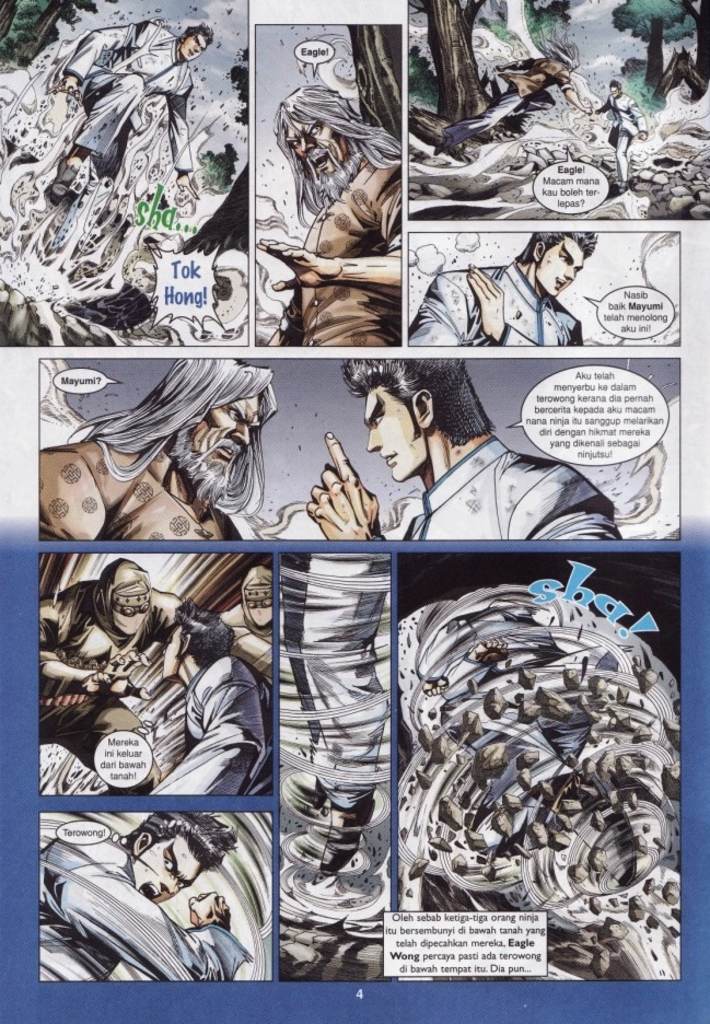 sha...
Tok
Hong!
Eagle!
Eagle!
Macam mana
kau boleh ter-
lepas?
Nasib
baik Mayumi
telah menolong
aku ini!
Mayumi?
Aku telah
menyerbu ke dalam
terowong kerana dia pernah
bercerita kepada aku macam
nana ninja itu sanggup melarikan
diri dengan hikmat mereka
yang dikenali sebagai
ninjutsu!
Mereka
ini keluar
dari bawah
tanah!
Terowong!
sha!
Oleh sebab ketiga-tiga orang ninja
itu bersembunyi di bawah tanah yang
telah dipecahkan mereka, Eagle
Wong percaya pasti ada terowong
di bawah tempat itu. Dia pun...
4